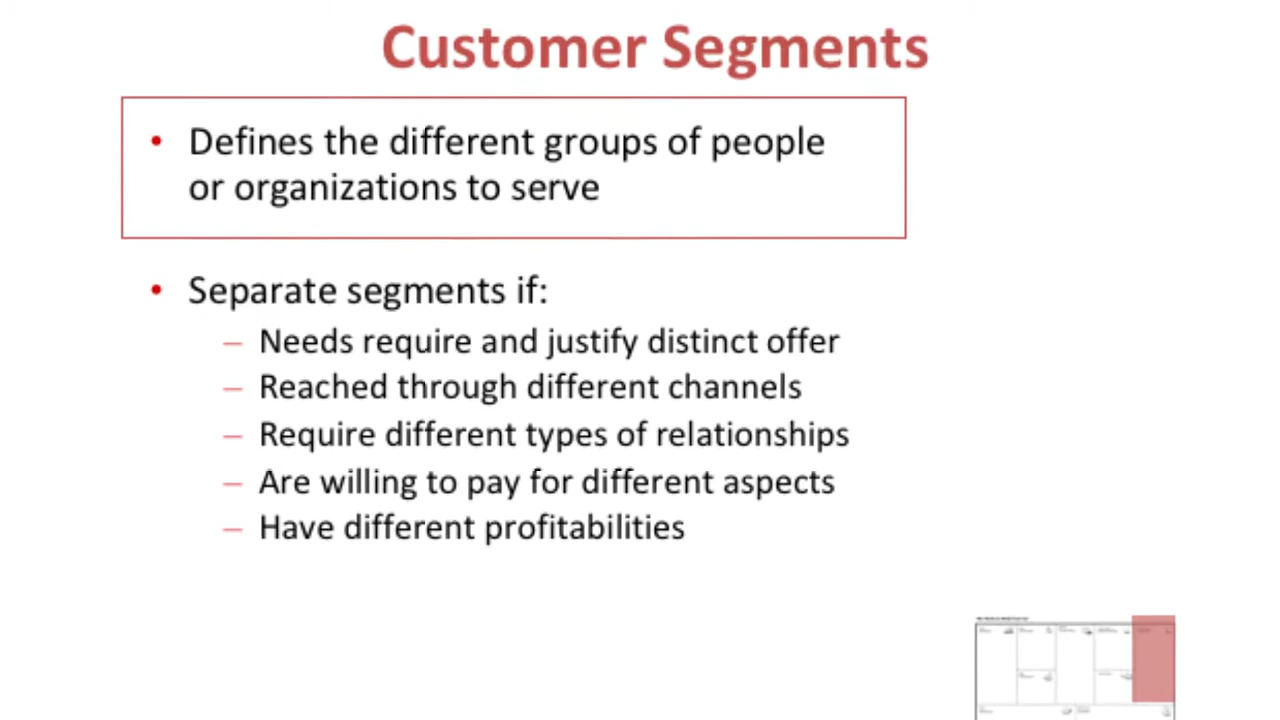 Customer Segments
• Defines the different groups of people
or organizations to serve
• Separate segments if:
– Needs require and justify distinct offer
– Reached through different channels
– Require different types of relationships
– Are willing to pay for different aspects
– Have different profitabilities